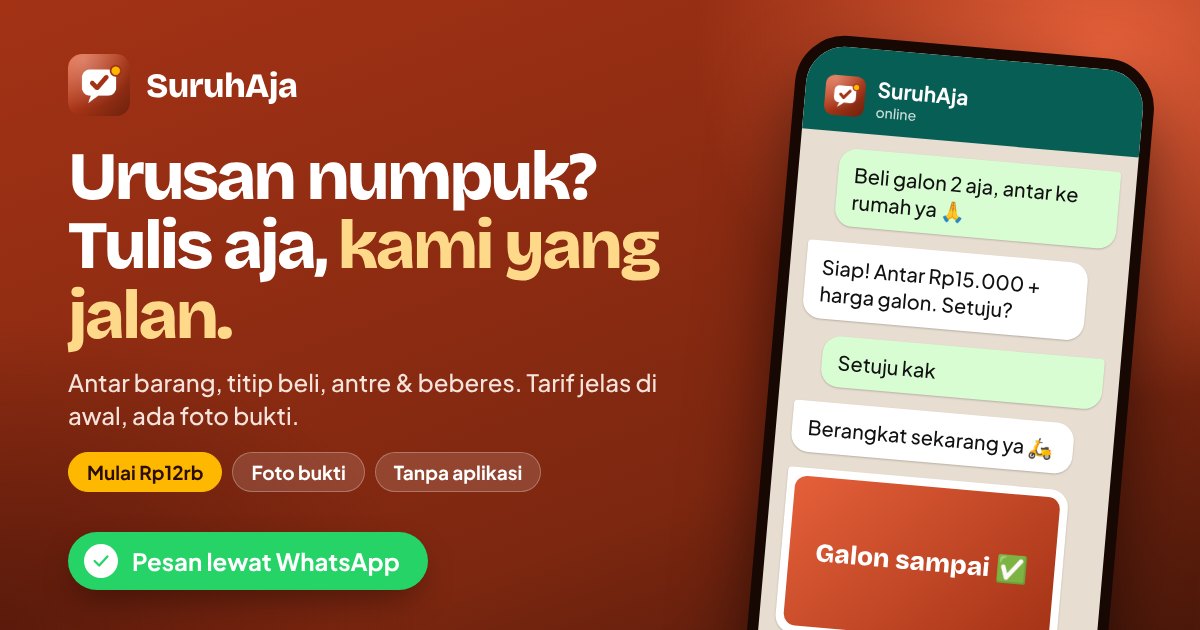 SuruhAja
Urusan numpuk?
Tulis aja, kami yang
jalan.
Antar barang, titip beli, antre & beberes. Tarif jelas di
awal, ada foto bukti.
Mulai Rp12rb
Foto bukti
Tanpa aplikasi
Pesan lewat WhatsApp
SuruhAja
online
Beli galon 2 aja, antar ke
rumah ya 🙏
Siap! Antar Rp15.000 +
harga galon. Setuju?
Setuju kak
Berangkat sekarang ya 🛵
Galon sampai ✅